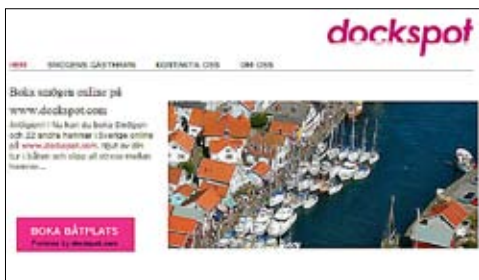 dockspot
HEM SMÖGENS GÄSTHAMN KONTAKTA OSS OM OSS
Boka smögen online på
www.dockspot.com
Äntligen! Nu kan du boka Smögen
och 22 andra hamnar i Sverige online
på www.dockspot.com. Njut av din
tur i båten och slipp all stress mellan
hamnar...
BOKA BÅTPLATS
Powered by dockspot.com